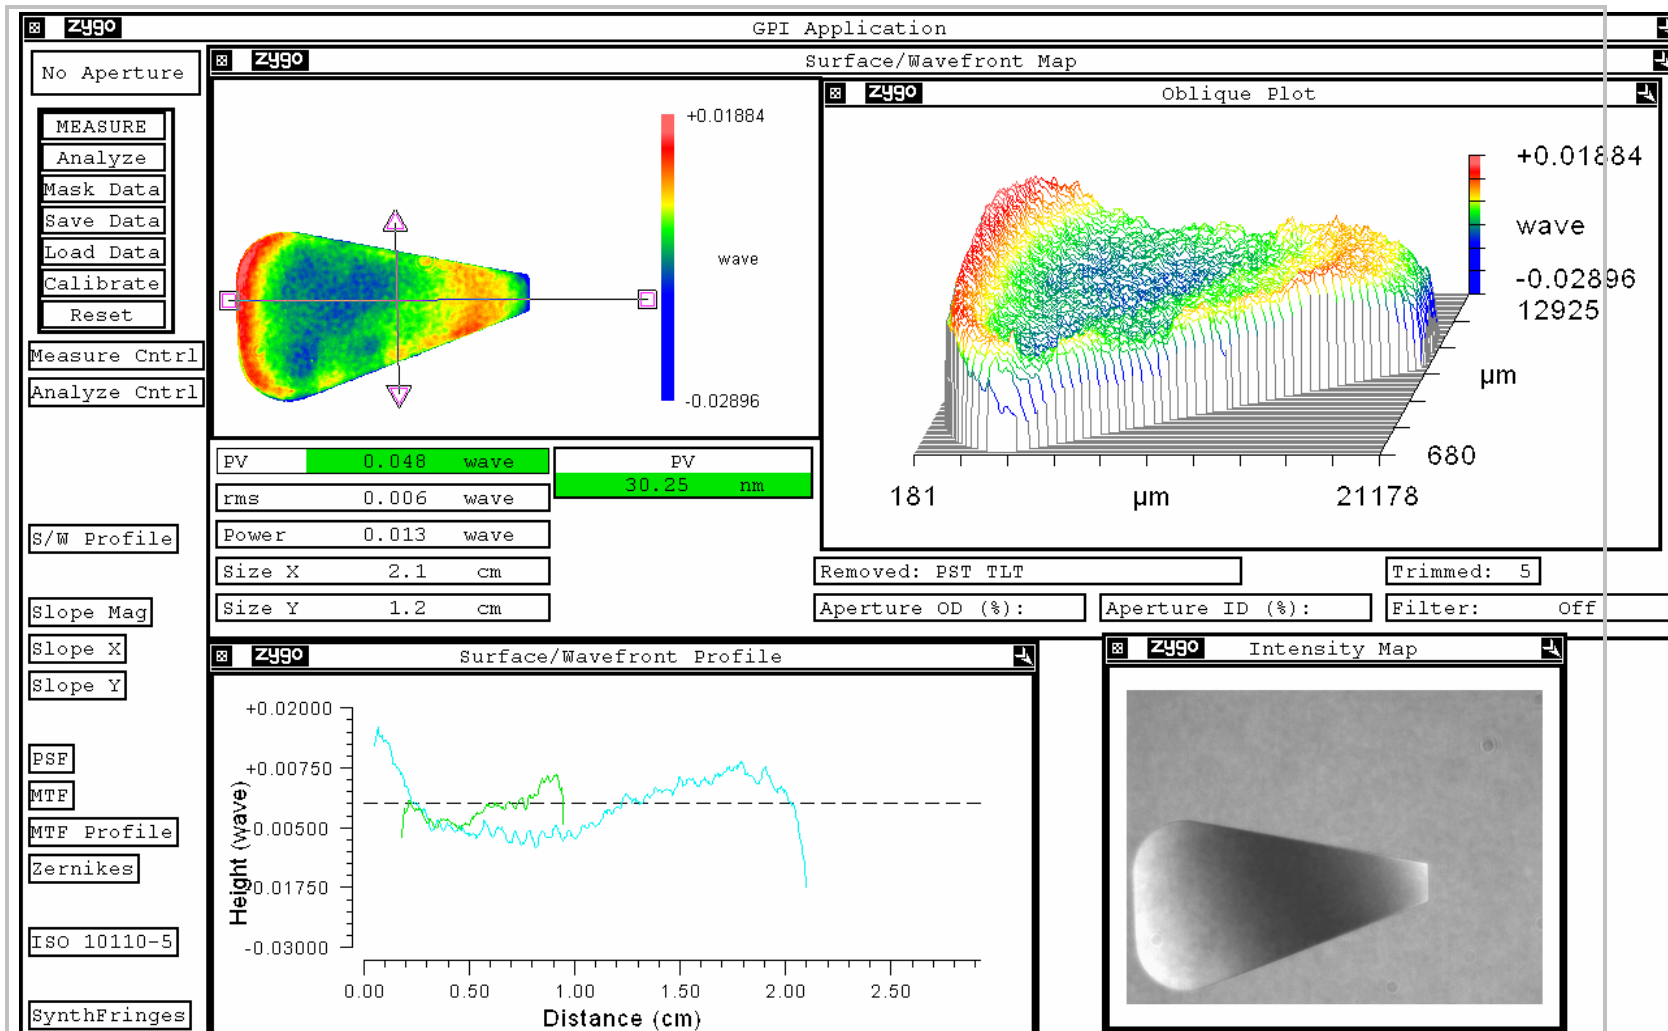 zygo GPI Application
No Aperture
MEASURE
Analyze
Mask Data
Save Data
Load Data
Calibrate
Reset
Measure Cntrl
Analyze Cntrl
S/W Profile
Slope Mag
Slope X
Slope Y
PSF
MTF
MTF Profile
Zernikes
ISO 10110-5
SynthFringes
zygo Surface/Wavefront Map
+0.01884
wave
-0.02896
zygo Oblique Plot
+0.01884
wave
-0.02896
12925
µm
680
181 µm 21178
PV 0.048 wave
rms 0.006 wave
Power 0.013 wave
Size X 2.1 cm
Size Y 1.2 cm
PV
30.25 nm
Removed: PST TLT
Trimmed: 5
Aperture OD (%):
Aperture ID (%):
Filter: Off
zygo Surface/Wavefront Profile
+0.02000
+0.00750
-0.00500
-0.01750
-0.03000
Height (wave)
0.00 0.50 1.00 1.50 2.00 2.50
Distance (cm)
zygo Intensity Map